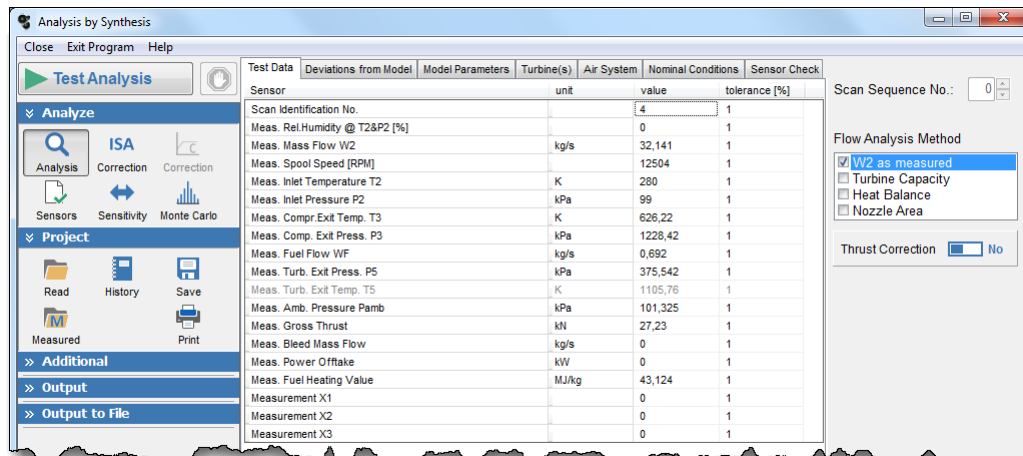 Analysis by Synthesis
Close Exit Program Help
Test Analysis
Analyze
Analysis
ISA
Correction
C
Correction
Sensors
Sensitivity
Monte Carlo
Project
Read
History
Save
M
Measured
Print
Additional
Output
Output to File
Test Data Deviations from Model Model Parameters Turbine(s) Air System Nominal Conditions Sensor Check
Sensor unit value tolerance [%]
Scan Identification No. 4 1
Meas. Rel.Humidity @ T2&P2 [%] 0 1
Meas. Mass Flow W2 kg/s 32,141 1
Meas. Spool Speed [RPM] 12504 1
Meas. Inlet Temperature T2 K 280 1
Meas. Inlet Pressure P2 kPa 99 1
Meas. Compr.Exit Temp. T3 K 626,22 1
Meas. Comp. Exit Press. P3 kPa 1228,42 1
Meas. Fuel Flow WF kg/s 0,692 1
Meas. Turb. Exit Press. P5 kPa 375,542 1
Meas. Turb. Exit Temp. T5 K 1105,76 1
Meas. Amb. Pressure Pamb kPa 101,325 1
Meas. Gross Thrust kN 27,23 1
Meas. Bleed Mass Flow kg/s 0 1
Meas. Power Offtake kW 0 1
Meas. Fuel Heating Value MJ/kg 43,124 1
Measurement X1 0 1
Measurement X2 0 1
Measurement X3 0 1
Scan Sequence No.: 0
Flow Analysis Method
W2 as measured
Turbine Capacity
Heat Balance
Nozzle Area
Thrust Correction No